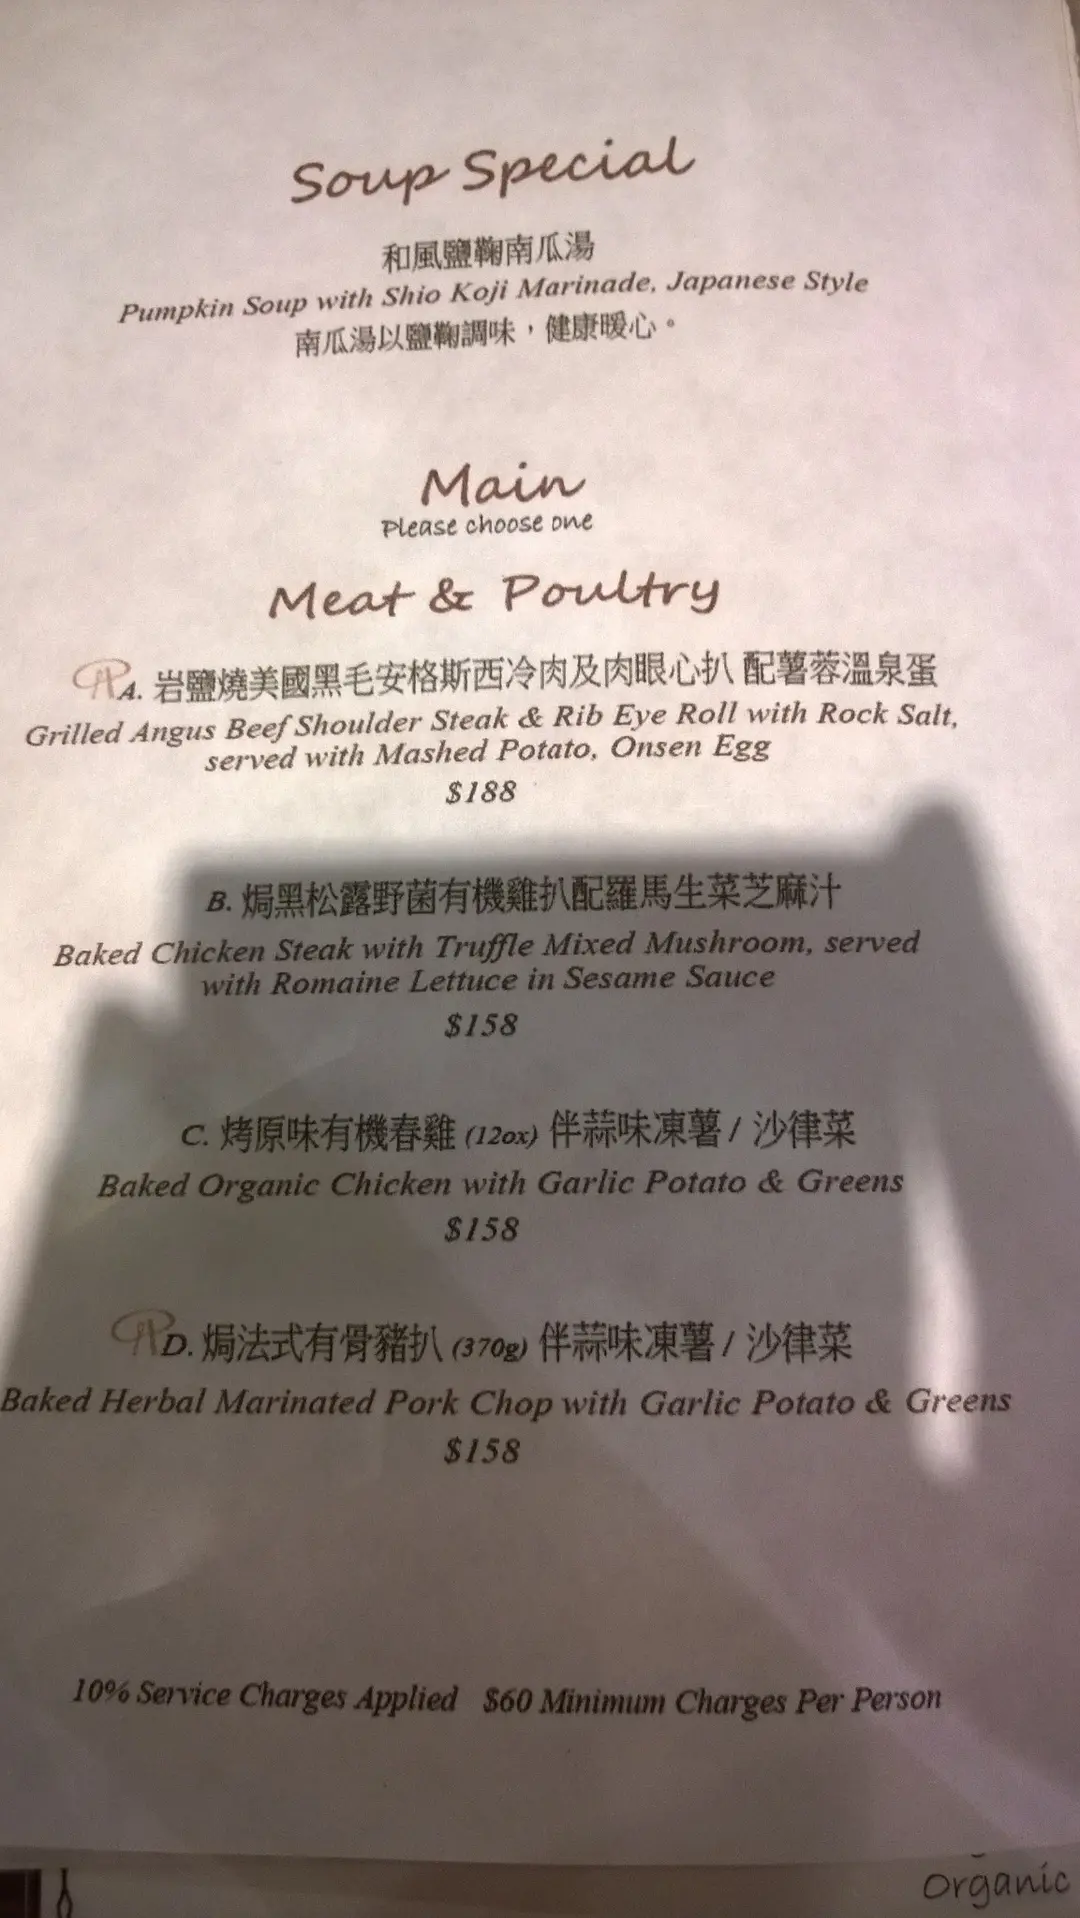 Soup Special
和風鹽鞠南瓜湯
Pumpkin Soup with Shio Koji Marinade, Japanese Style
南瓜湯以鹽鞠調味，健康暖心。
Main
Please choose one
Meat & Poultry
A. 岩鹽燒美國黑毛安格斯西冷肉及肉眼心扒 配薯蓉溫泉蛋
Grilled Angus Beef Shoulder Steak & Rib Eye Roll with Rock Salt,
served with Mashed Potato, Onsen Egg
$188
B. 焗黑松露野菌有機雞扒配羅馬生菜芝麻汁
Baked Chicken Steak with Truffle Mixed Mushroom, served
with Romaine Lettuce in Sesame Sauce
$158
C. 烤原味有機春雞 (12ox) 伴蒜味凍薯 / 沙律菜
Baked Organic Chicken with Garlic Potato & Greens
$158
D. 焗法式有骨豬扒 (370g) 伴蒜味凍薯 / 沙律菜
Baked Herbal Marinated Pork Chop with Garlic Potato & Greens
$158
10% Service Charges Applied $60 Minimum Charges Per Person
Organic